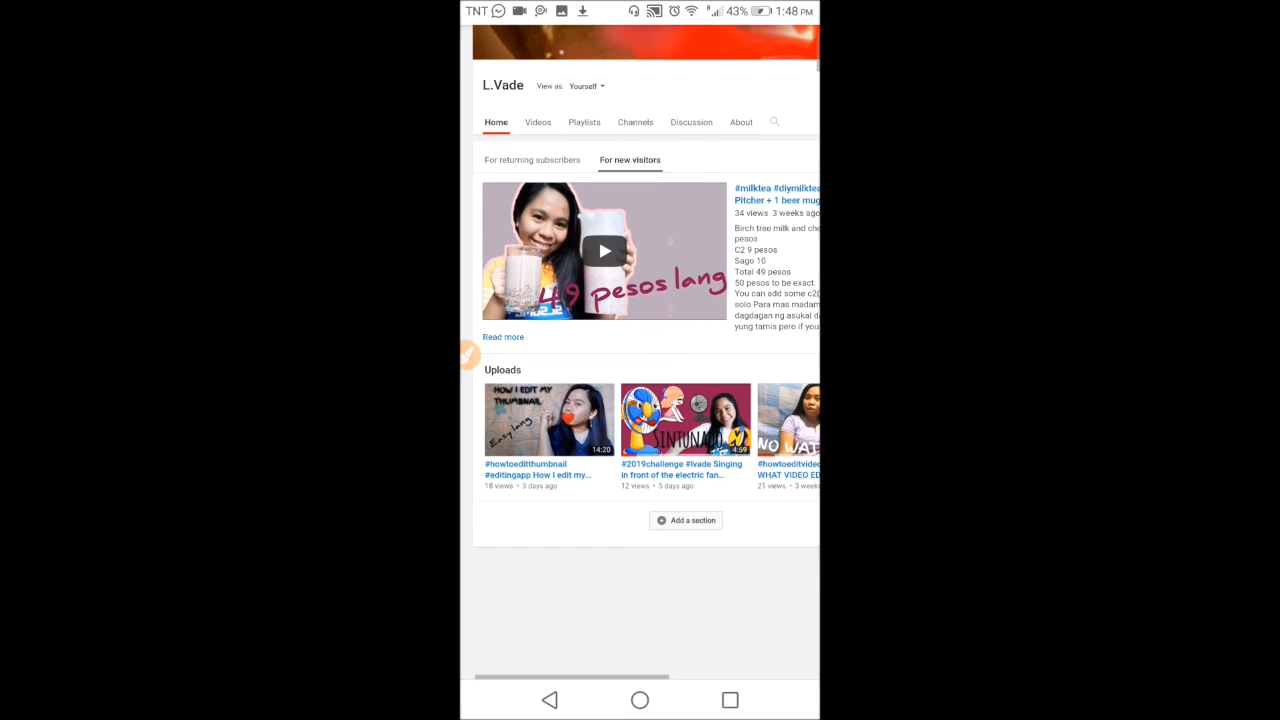 TNT 43% 1:48 PM
L.Vade View as: Yourself
Home Videos Playlists Channels Discussion About
For returning subscribers For new visitors
49 pesos lang
#milktea #diymilktea
Pitcher + 1 beer mug
34 views 3 weeks ago
Birch tree milk and cho
pesos
C2 9 pesos
Sago 10
Total 49 pesos
50 pesos to be exact.
You can add some c2(
solo Para mas madam
dagdagan ng asukal da
yung tamis pero if you
Read more
Uploads
HOW I EDIT MY
THUMBNAIL
Easy lang
14:20
#howtoeditthumbnail
#editingapp How I edit my...
18 views • 3 days ago
SINTUNADO
4:59
#2019challenge #lvade Singing
in front of the electric fan...
12 views • 5 days ago
NO WAT
#howtoeditvideo
WHAT VIDEO ED
21 views • 3 weeks
Add a section